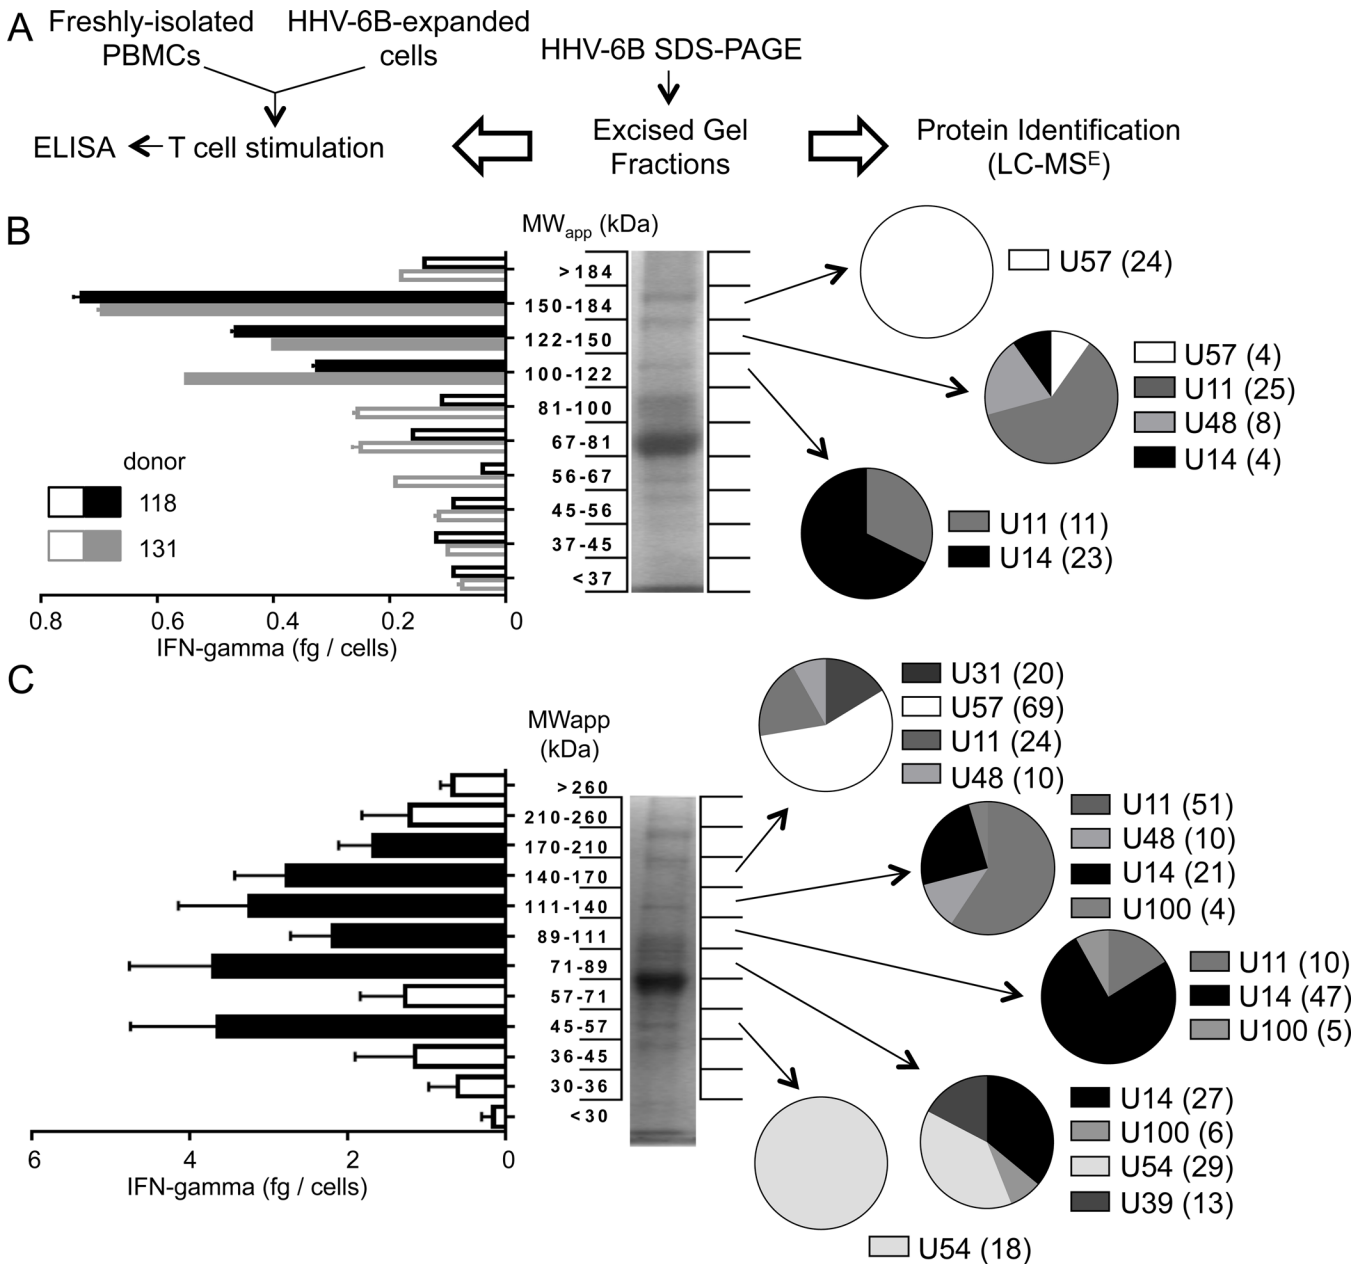 A
Freshly-isolated
PBMCs
HHV-6B-expanded
cells
HHV-6B SDS-PAGE
ELISA
T cell stimulation
Excised Gel
Fractions
Protein Identification
(LC-MSᴱ)
B
MWapp (kDa)
>184
150-184
122-150
100-122
81-100
67-81
56-67
45-56
37-45
<37
donor
118
131
0.8 0.6 0.4 0.2 0
IFN-gamma (fg / cells)
U57 (24)
U57 (4)
U11 (25)
U48 (8)
U14 (4)
U11 (11)
U14 (23)
C
MWapp
(kDa)
>260
210-260
170-210
140-170
111-140
89-111
71-89
57-71
45-57
36-45
30-36
<30
6 4 2 0
IFN-gamma (fg / cells)
U31 (20)
U57 (69)
U11 (24)
U48 (10)
U11 (51)
U48 (10)
U14 (21)
U100 (4)
U11 (10)
U14 (47)
U100 (5)
U14 (27)
U100 (6)
U54 (29)
U39 (13)
U54 (18)